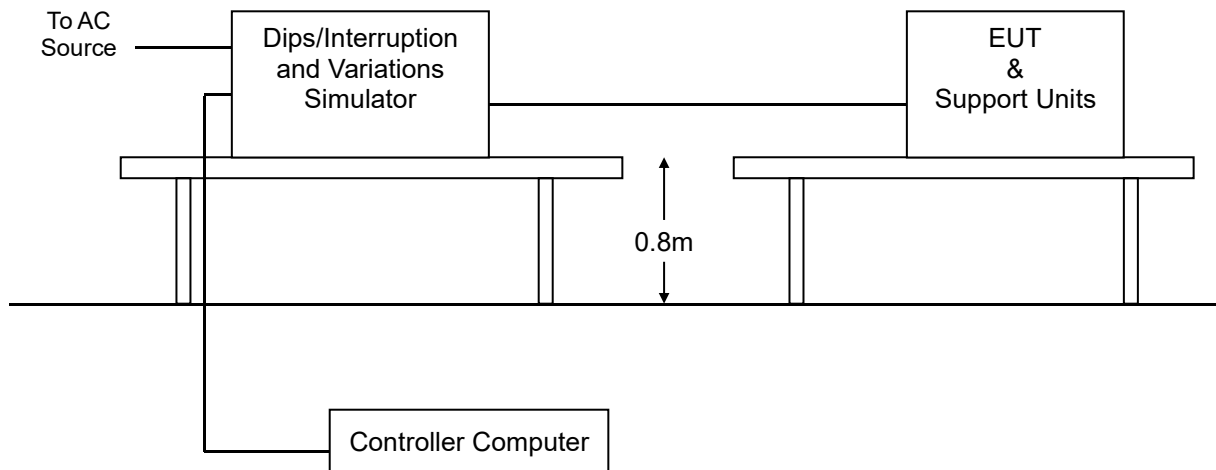 To AC
Source
Dips/Interruption
and Variations
Simulator
EUT
&
Support Units
0.8m
Controller Computer